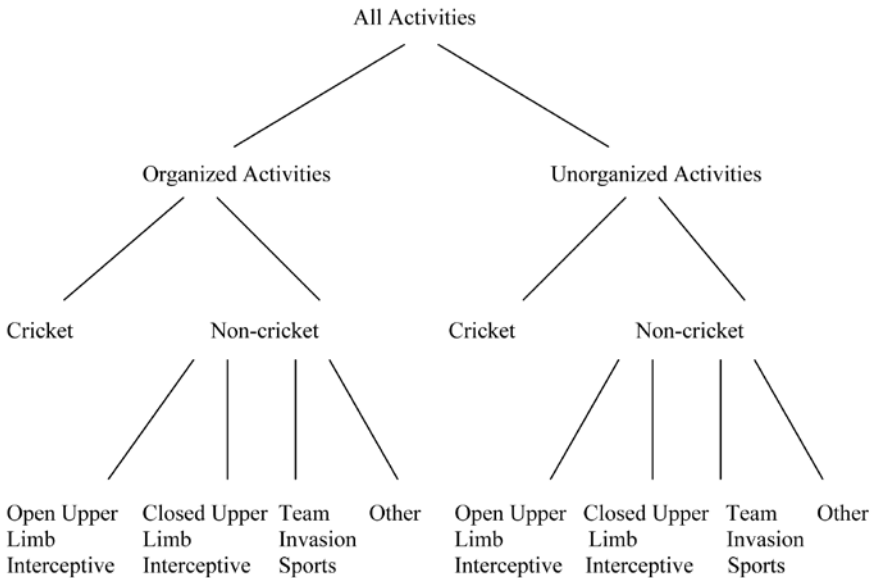 All Activities
Organized Activities Unorganized Activities
Cricket Non-cricket Cricket Non-cricket
Open Upper Closed Upper Team Other Open Upper Closed Upper Team Other
Limb Limb Invasion Limb Limb Invasion
Interceptive Interceptive Sports Interceptive Interceptive Sports